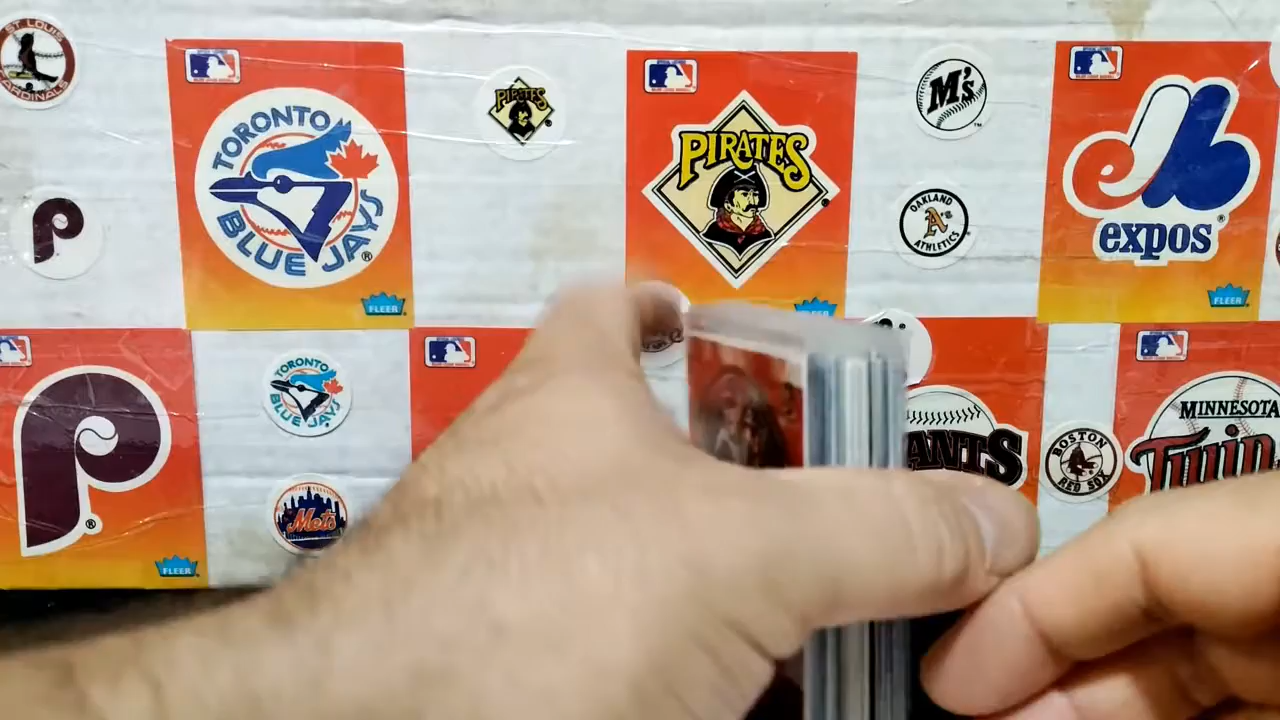 ST. LOUIS
CARDINALS
TORONTO
BLUE JAYS
®
FLEER
PIRATES
®
PIRATES
®
M's
TM
OAKLAND
A's
ATHLETICS
expos
®
FLEER
P
P
®
FLEER
TORONTO
BLUE JAYS
Mets
FLEER
ANTS
BOSTON
RED SOX
MINNESOTA
Twin